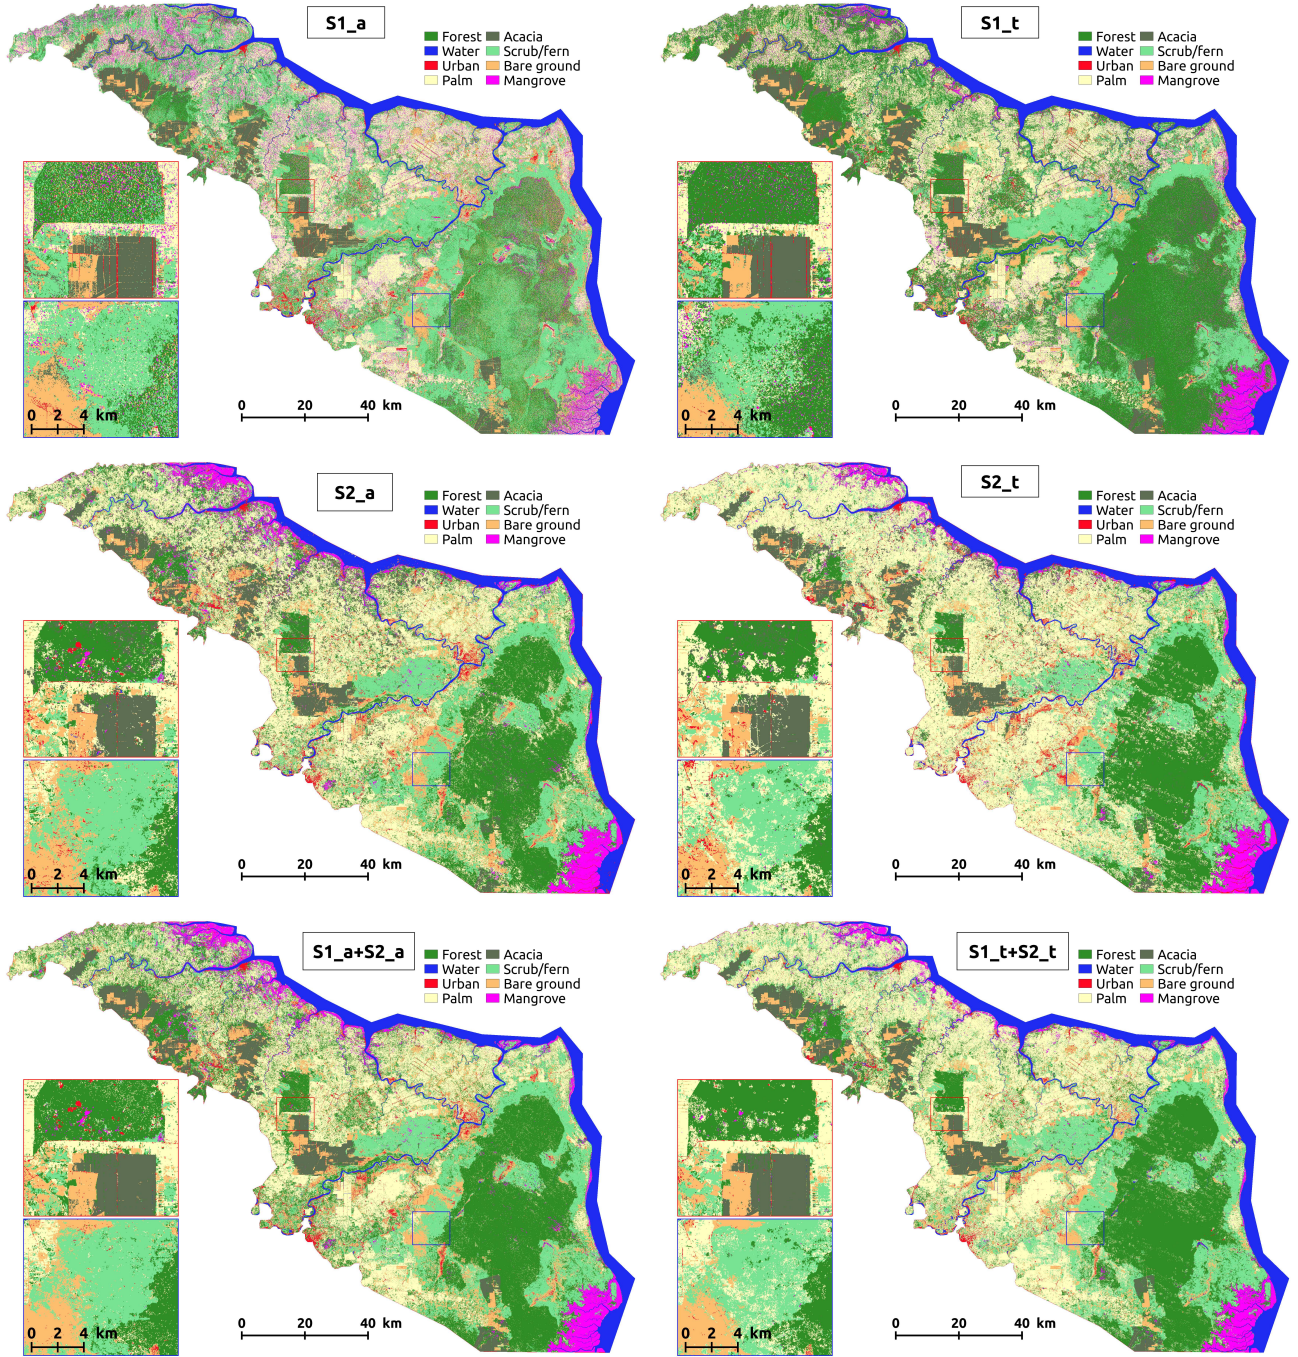 S1_a
Forest Acacia
Water Scrub/fern
Urban Bare ground
Palm Mangrove
0 2 4 km
0 20 40 km
S1_t
Forest Acacia
Water Scrub/fern
Urban Bare ground
Palm Mangrove
0 2 4 km
0 20 40 km
S2_a
Forest Acacia
Water Scrub/fern
Urban Bare ground
Palm Mangrove
0 2 4 km
0 20 40 km
S2_t
Forest Acacia
Water Scrub/fern
Urban Bare ground
Palm Mangrove
0 2 4 km
0 20 40 km
S1_a+S2_a
Forest Acacia
Water Scrub/fern
Urban Bare ground
Palm Mangrove
0 2 4 km
0 20 40 km
S1_t+S2_t
Forest Acacia
Water Scrub/fern
Urban Bare ground
Palm Mangrove
0 2 4 km
0 20 40 km